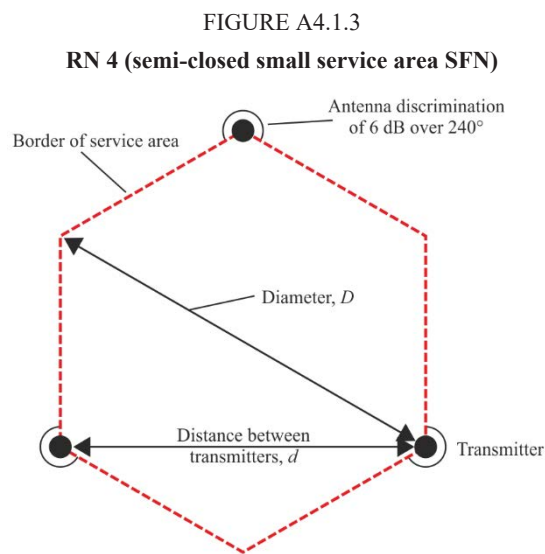 FIGURE A4.1.3
RN 4 (semi-closed small service area SFN)
Antenna discrimination
of 6 dB over 240°
Border of service area
Diameter, D
Distance between
transmitters, d
Transmitter